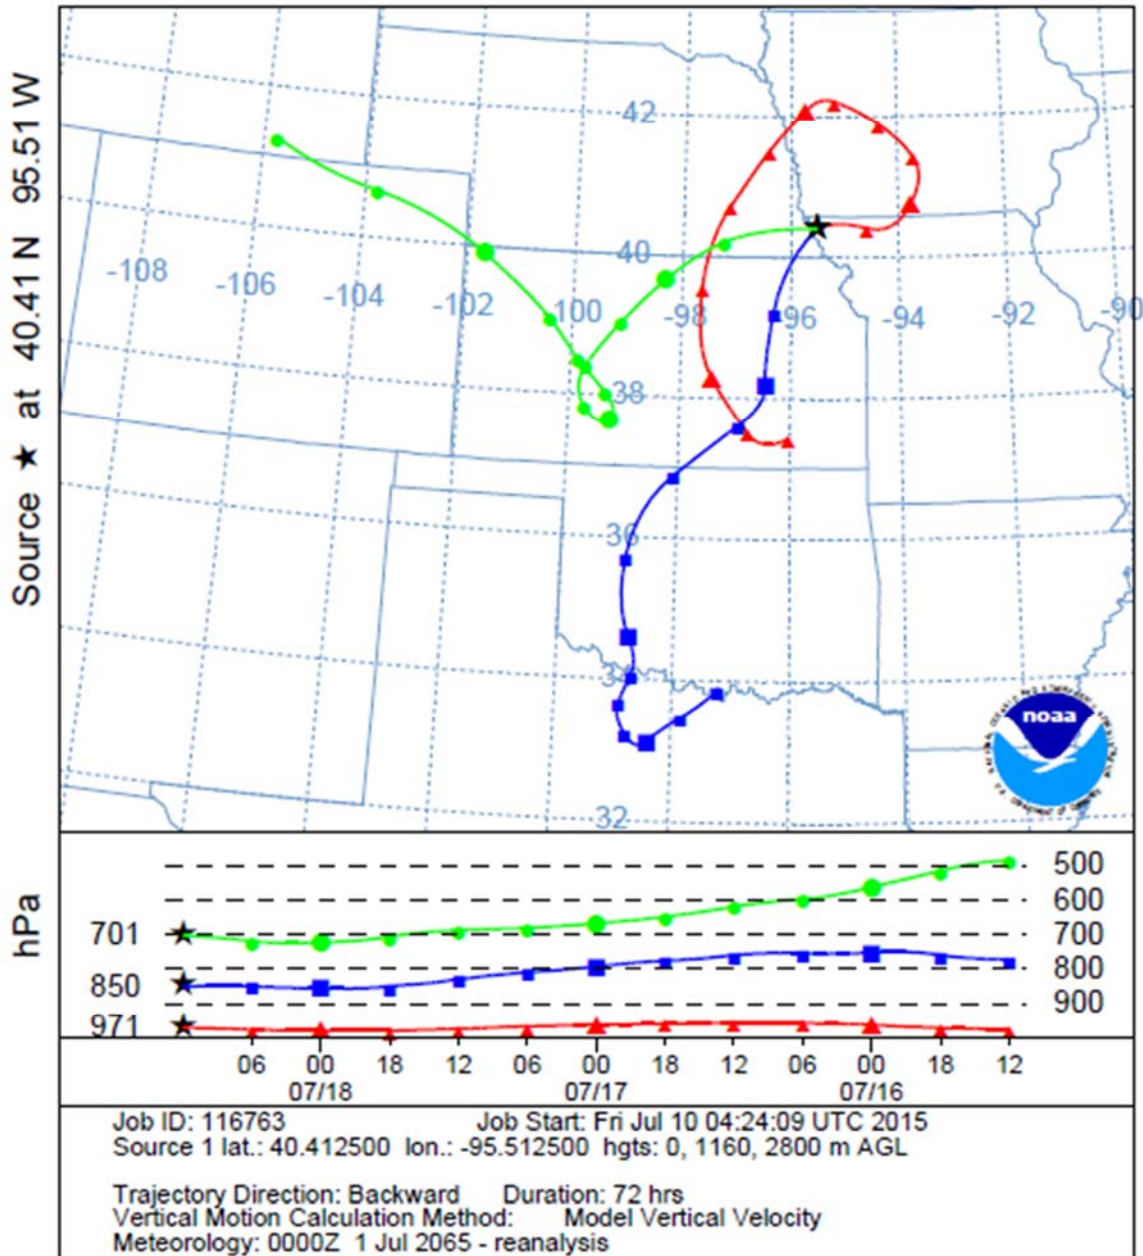 Source ★ at 40.41 N 95.51 W
42
40
-108
-106
-104
-102
-100
-98
-96
-94
-92
-90
38
36
34
32
noaa
hPa
701
850
971
500
600
700
800
900
06 00 18 12 06 00 18 12 06 00 18 12
07/18 07/17 07/16
Job ID: 116763 Job Start: Fri Jul 10 04:24:09 UTC 2015
Source 1 lat.: 40.412500 lon.: -95.512500 hgts: 0, 1160, 2800 m AGL
Trajectory Direction: Backward Duration: 72 hrs
Vertical Motion Calculation Method: Model Vertical Velocity
Meteorology: 0000Z 1 Jul 2065 - reanalysis